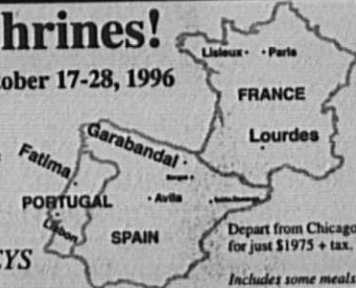 hrines!
ober 17-28, 1996
Lisieux
Paris
FRANCE
Lourdes
Garabandal
Fatima
Avila
PORTUGAL
Lisbon
SPAIN
Depart from Chicago
for just $1975 + tax.
EYS
Includes some meals